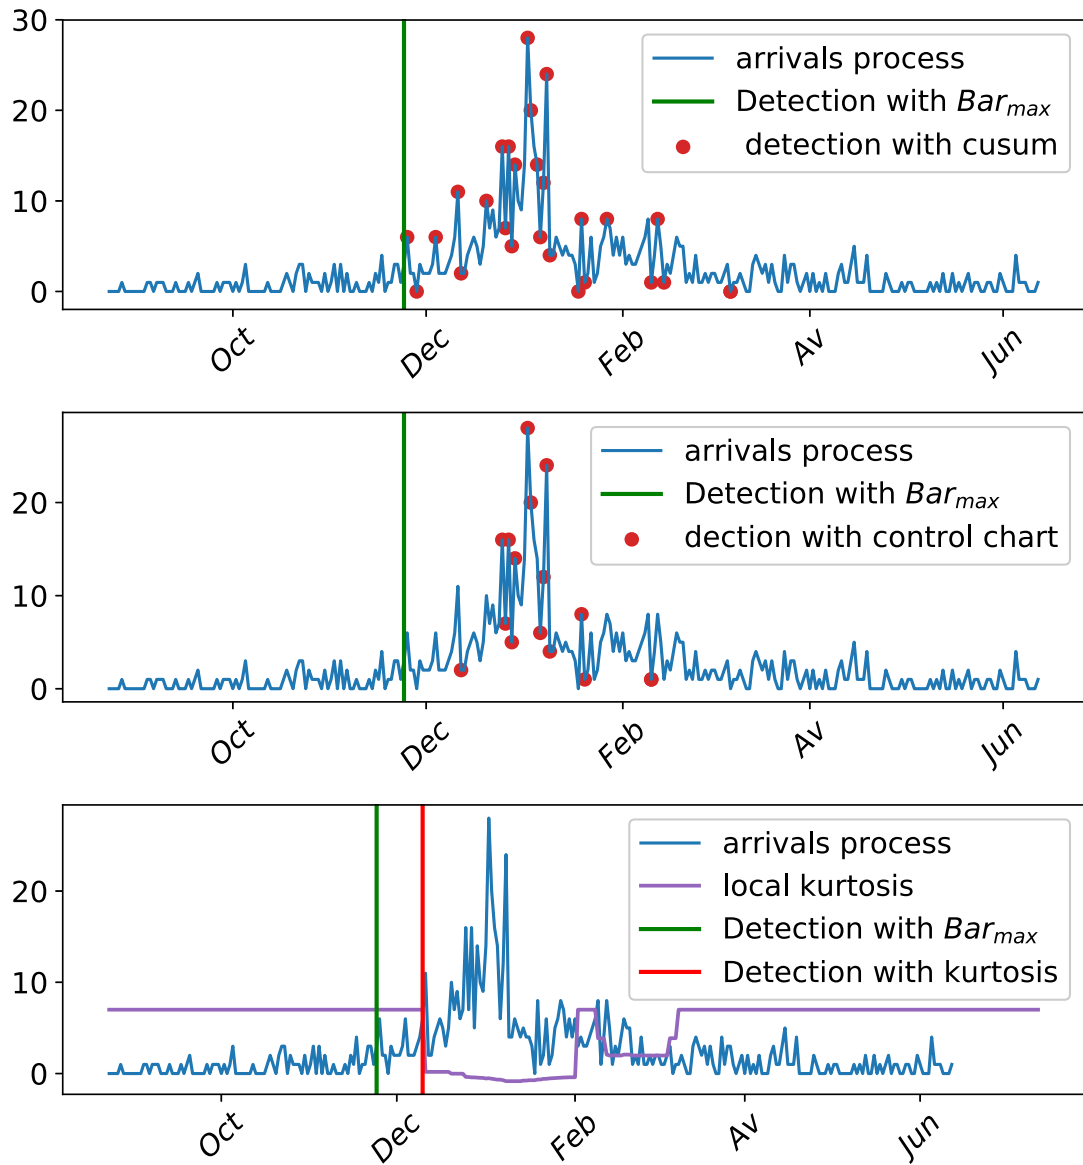 30
20
10
0
arrivals process
Detection with Bar_max
detection with cusum
Oct
Dec
Feb
Av
Jun
20
10
0
arrivals process
Detection with Bar_max
dection with control chart
Oct
Dec
Feb
Av
Jun
20
10
0
arrivals process
local kurtosis
Detection with Bar_max
Detection with kurtosis
Oct
Dec
Feb
Av
Jun